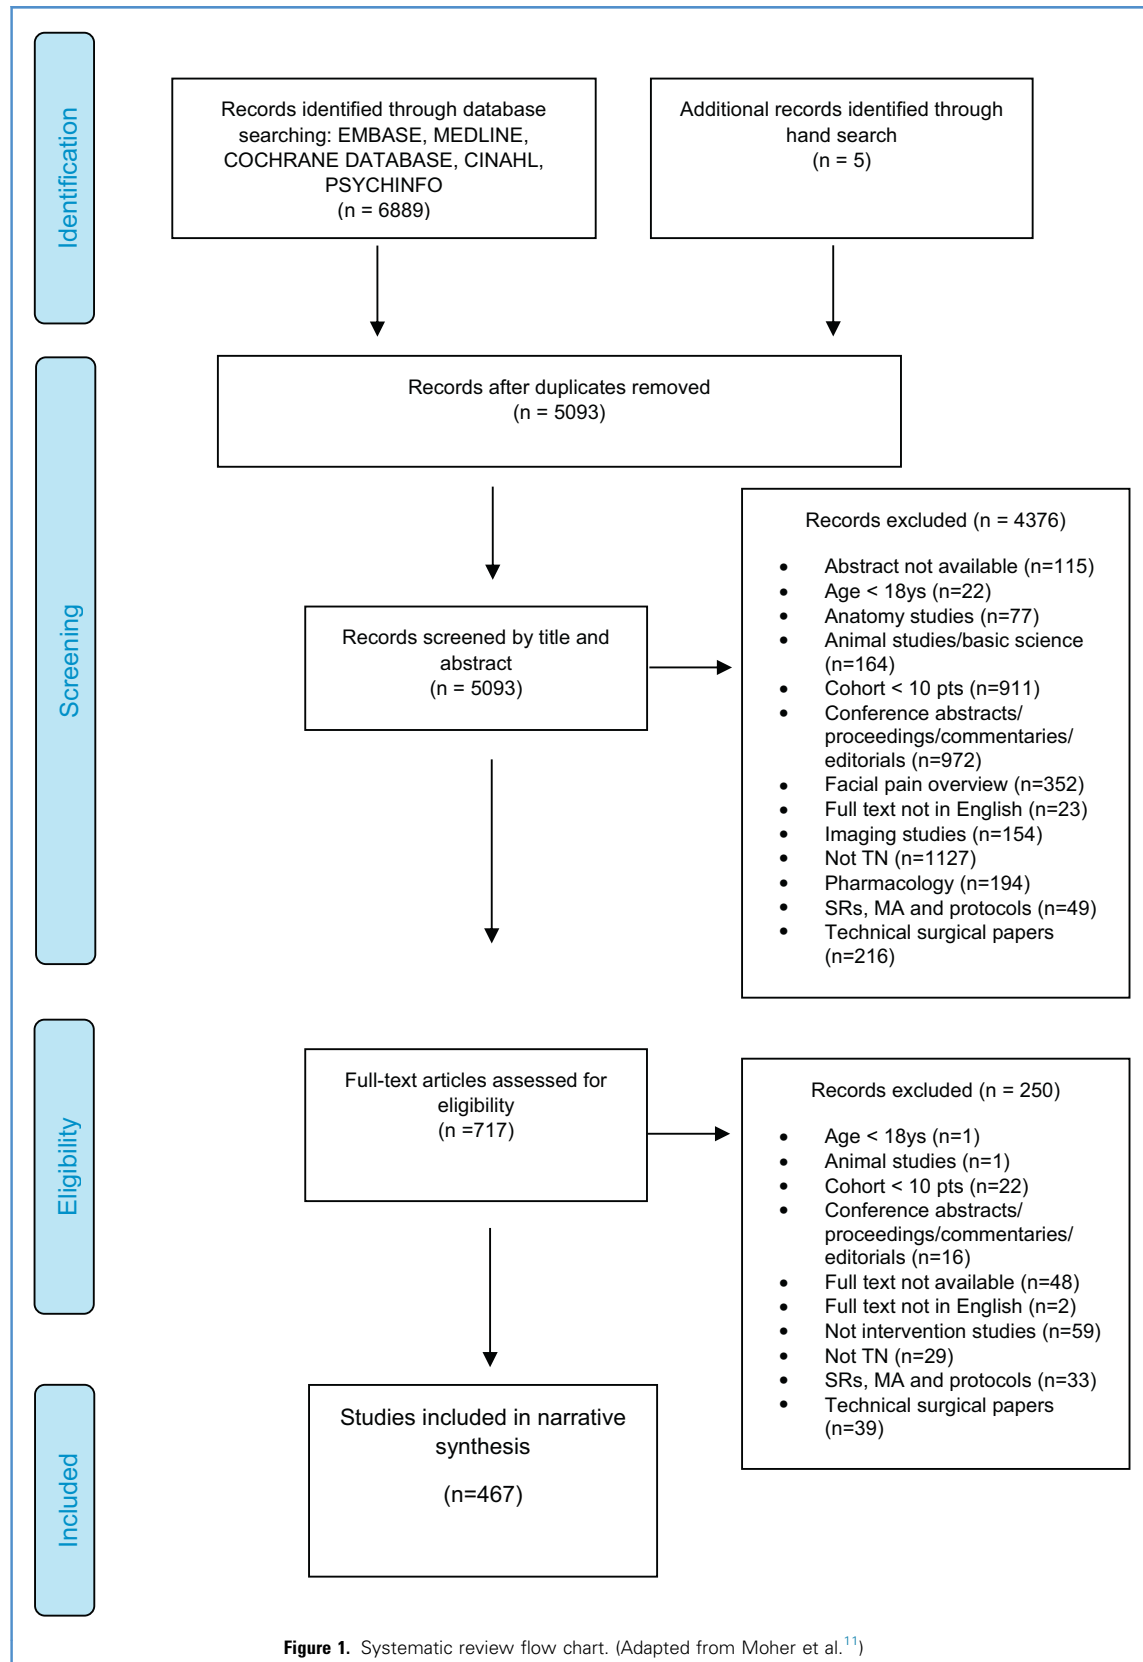 Identification
Records identified through database
searching: EMBASE, MEDLINE,
COCHRANE DATABASE, CINAHL,
PSYCHINFO
(n = 6889)
Additional records identified through
hand search
(n = 5)
Screening
Records after duplicates removed
(n = 5093)
Records screened by title and
abstract
(n = 5093)
Records excluded (n = 4376)
• Abstract not available (n=115)
• Age < 18ys (n=22)
• Anatomy studies (n=77)
• Animal studies/basic science
(n=164)
• Cohort < 10 pts (n=911)
• Conference abstracts/
proceedings/commentaries/
editorials (n=972)
• Facial pain overview (n=352)
• Full text not in English (n=23)
• Imaging studies (n=154)
• Not TN (n=1127)
• Pharmacology (n=194)
• SRs, MA and protocols (n=49)
• Technical surgical papers
(n=216)
Eligibility
Full-text articles assessed for
eligibility
(n =717)
Records excluded (n = 250)
• Age < 18ys (n=1)
• Animal studies (n=1)
• Cohort < 10 pts (n=22)
• Conference abstracts/
proceedings/commentaries/
editorials (n=16)
• Full text not available (n=48)
• Full text not in English (n=2)
• Not intervention studies (n=59)
• Not TN (n=29)
• SRs, MA and protocols (n=33)
• Technical surgical papers
(n=39)
Included
Studies included in narrative
synthesis
(n=467)
Figure 1. Systematic review flow chart. (Adapted from Moher et al.11)